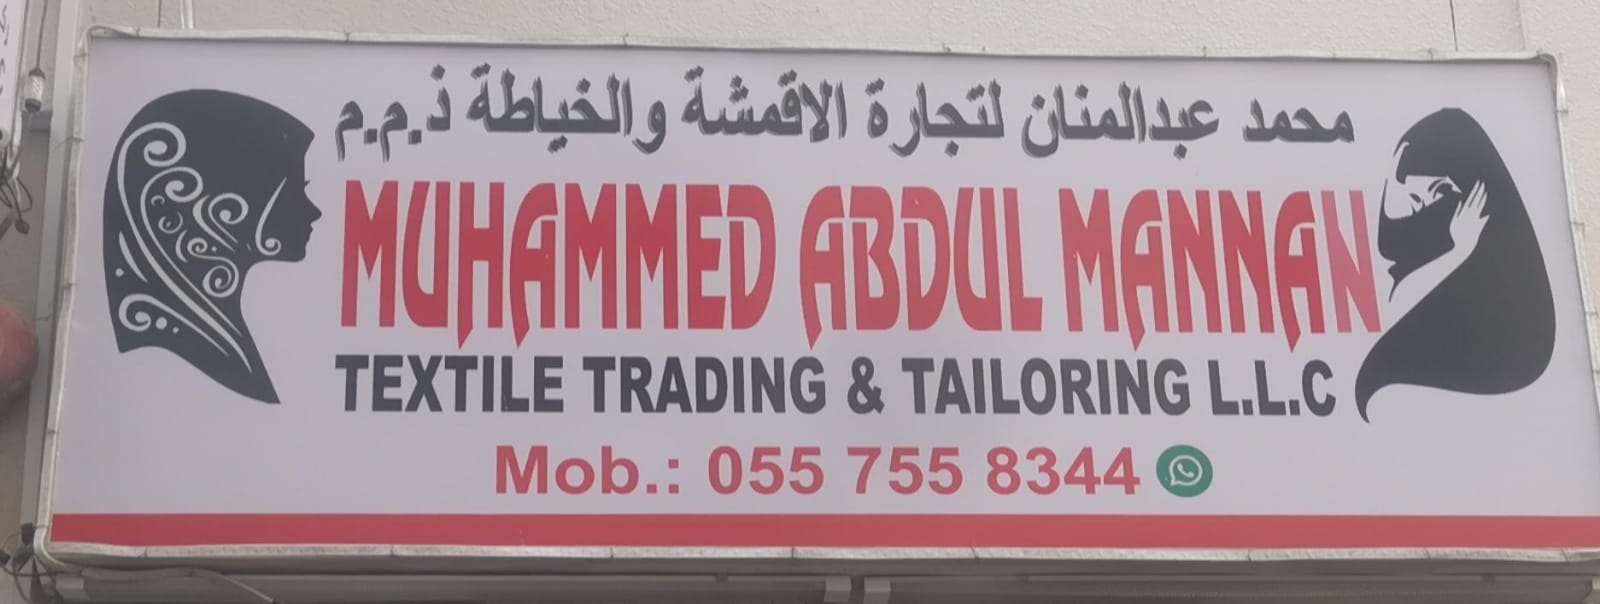 محمد عبدالمنان لتجارة الاقمشة والخياطة ذ.م.م
MUHAMMED ABDUL MANNAN
TEXTILE TRADING & TAILORING L.L.C
Mob.: 055 755 8344